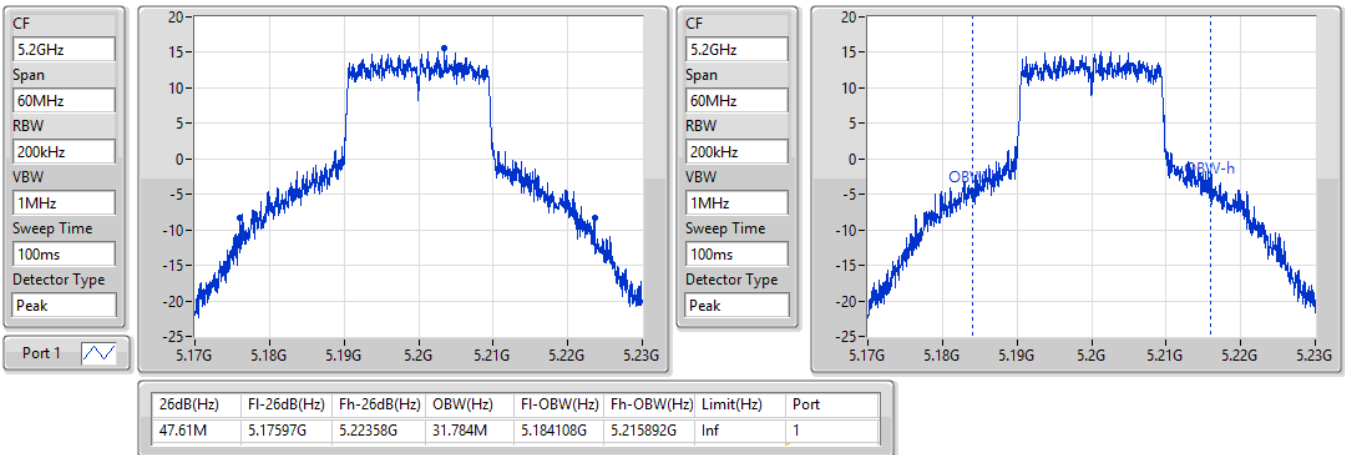 CF
5.2GHz
Span
60MHz
RBW
200kHz
VBW
1MHz
Sweep Time
100ms
Detector Type
Peak
Port 1
20-
15-
10-
5-
0-
-5-
-10-
-15-
-20-
-25-
5.17G 5.18G 5.19G 5.2G 5.21G 5.22G 5.23G
CF
5.2GHz
Span
60MHz
RBW
200kHz
VBW
1MHz
Sweep Time
100ms
Detector Type
Peak
20-
15-
10-
5-
0-
-5-
-10-
-15-
-20-
-25-
OBW-h
5.17G 5.18G 5.19G 5.2G 5.21G 5.22G 5.23G
26dB(Hz) Fl-26dB(Hz) Fh-26dB(Hz) OBW(Hz) Fl-OBW(Hz) Fh-OBW(Hz) Limit(Hz) Port
47.61M 5.17597G 5.22358G 31.784M 5.184108G 5.215892G Inf 1